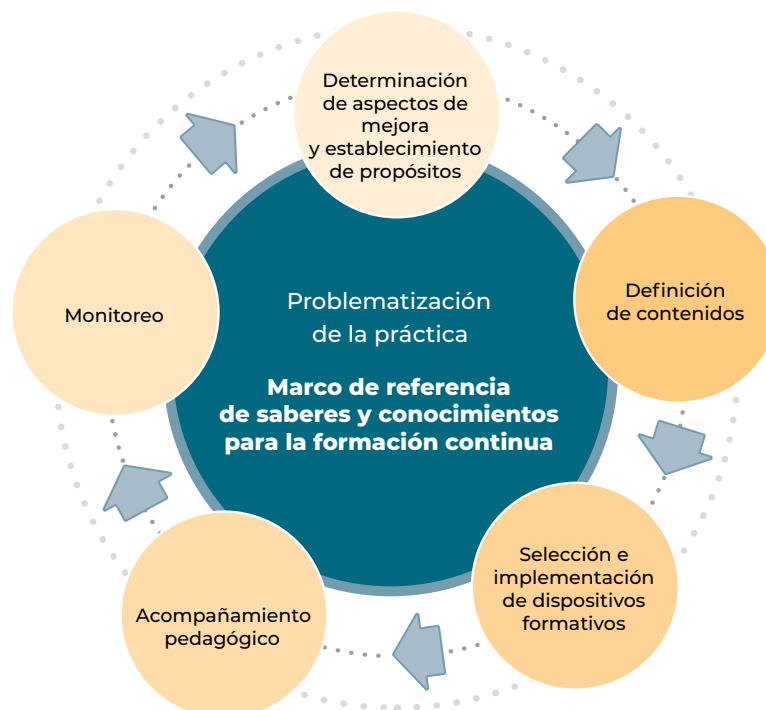 Determinación
de aspectos de
mejora
y establecimiento
de propósitos
Definición
de contenidos
Selección e
implementación
de dispositivos
formativos
Acompañamiento
pedagógico
Monitoreo
Problematización
de la práctica
Marco de referencia
de saberes y conocimientos
para la formación continua